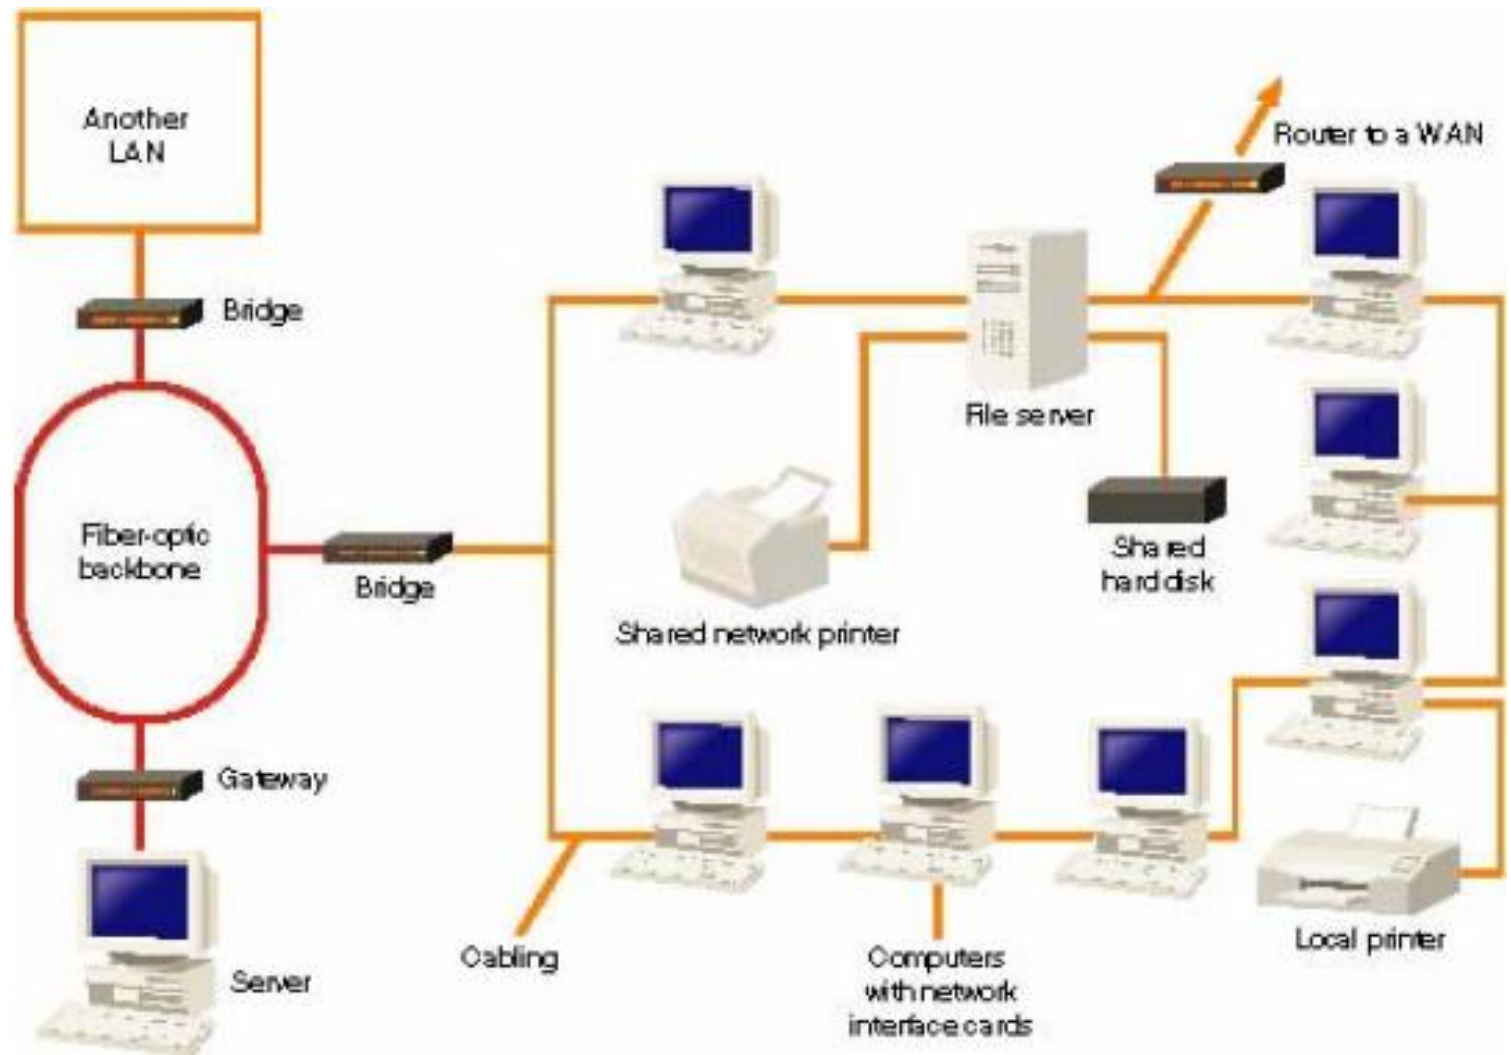 Another
LAN
Router to a WAN
Bridge
File server
Fiber-optic
backbone
Bridge
Shared
hard disk
Shared network printer
Gateway
Server
Cabling
Computers
with network
interface cards
Local printer